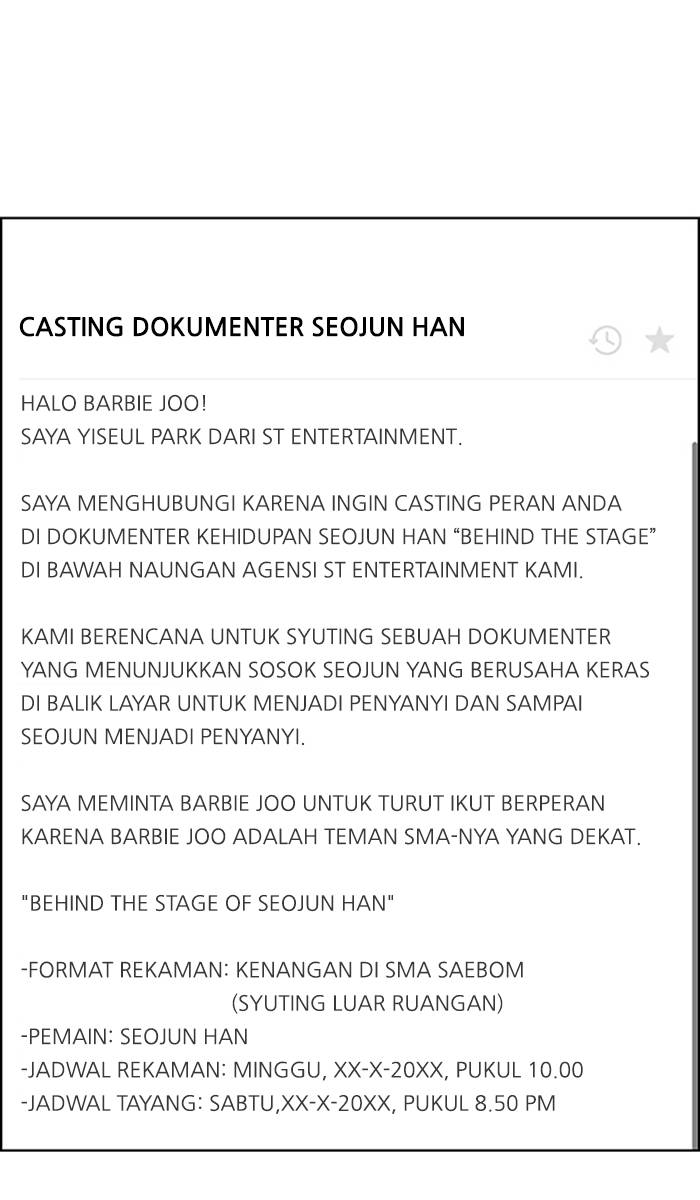 CASTING DOKUMENTER SEOJUN HAN
HALO BARBIE JOO!
SAYA YISEUL PARK DARI ST ENTERTAINMENT.
SAYA MENGHUBUNGI KARENA INGIN CASTING PERAN ANDA
DI DOKUMENTER KEHIDUPAN SEOJUN HAN “BEHIND THE STAGE”
DI BAWAH NAUNGAN AGENSI ST ENTERTAINMENT KAMI.
KAMI BERENCANA UNTUK SYUTING SEBUAH DOKUMENTER
YANG MENUNJUKKAN SOSOK SEOJUN YANG BERUSAHA KERAS
DI BALIK LAYAR UNTUK MENJADI PENYANYI DAN SAMPAI
SEOJUN MENJADI PENYANYI.
SAYA MEMINTA BARBIE JOO UNTUK TURUT IKUT BERPERAN
KARENA BARBIE JOO ADALAH TEMAN SMA-NYA YANG DEKAT.
"BEHIND THE STAGE OF SEOJUN HAN"
-FORMAT REKAMAN: KENANGAN DI SMA SAEBOM
(SYUTING LUAR RUANGAN)
-PEMAIN: SEOJUN HAN
-JADWAL REKAMAN: MINGGU, XX-X-20XX, PUKUL 10.00
-JADWAL TAYANG: SABTU,XX-X-20XX, PUKUL 8.50 PM